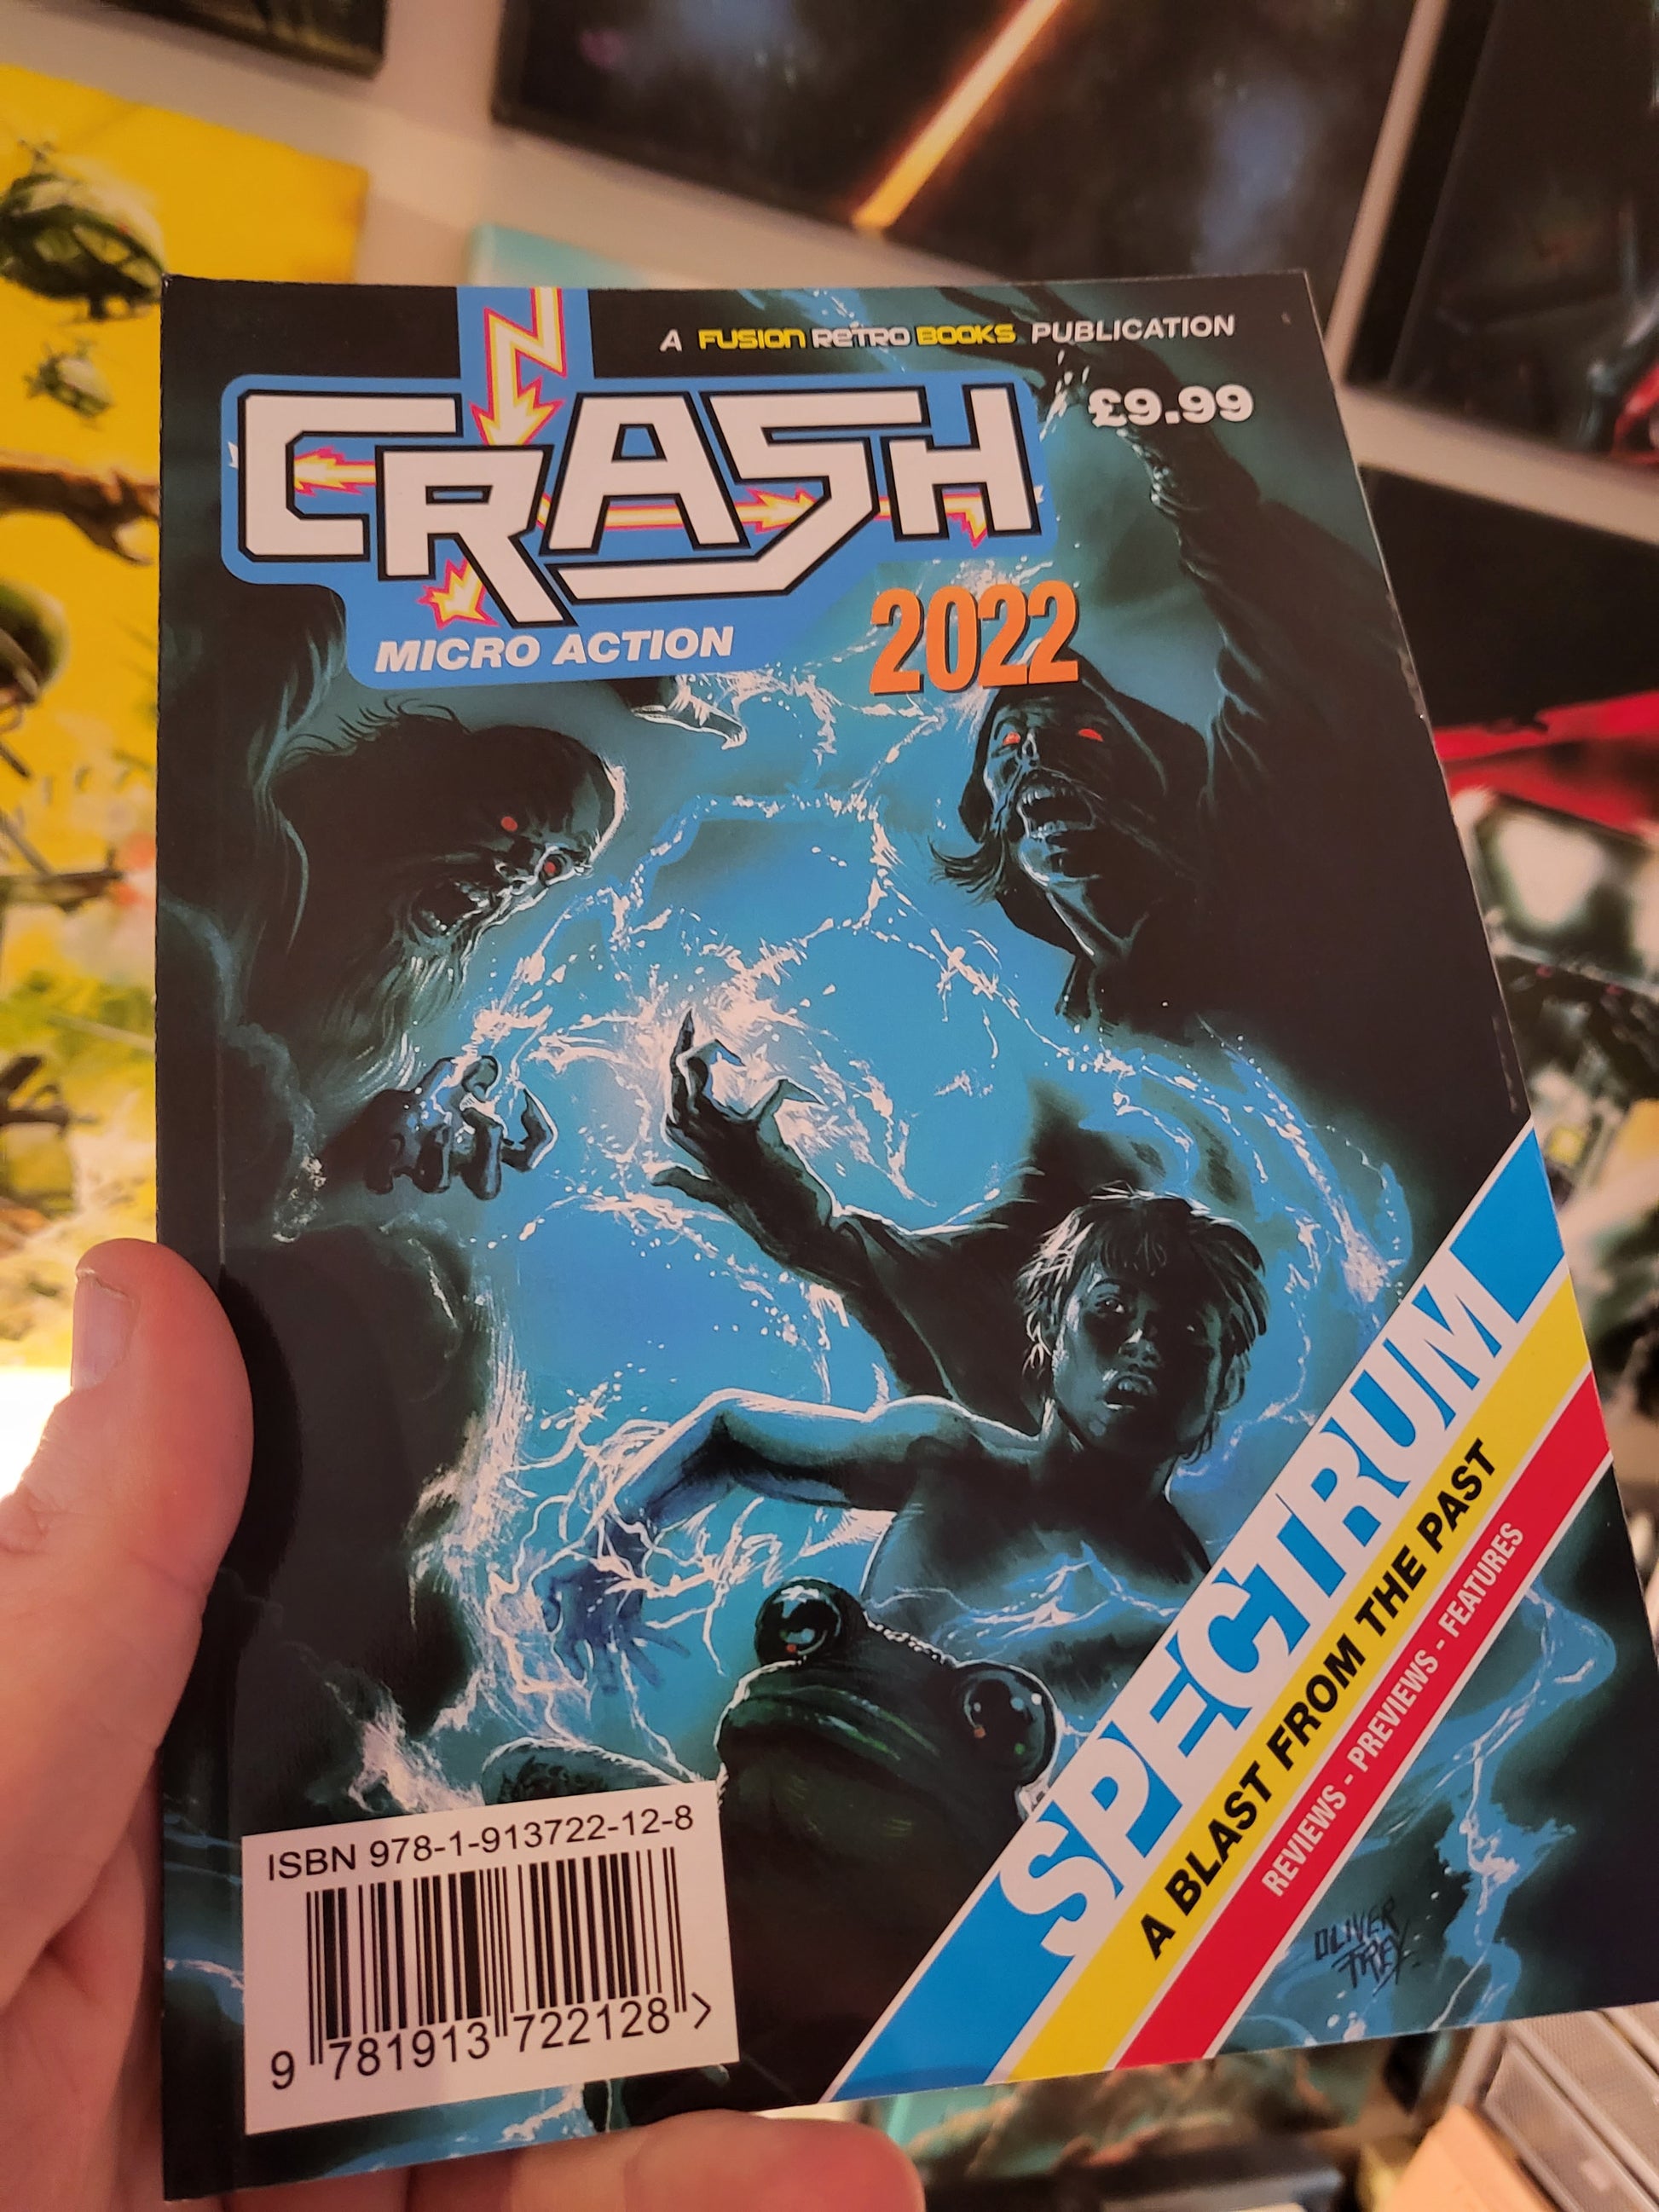 A FUSION RETRO BOOKS PUBLICATION
£9.99
CRASH
MICRO ACTION
2022
SPECTRUM
A BLAST FROM THE PAST
REVIEWS - PREVIEWS - FEATURES
OLIVER
FREY
ISBN 978-1-913722-12-8
9 781913 722128 >